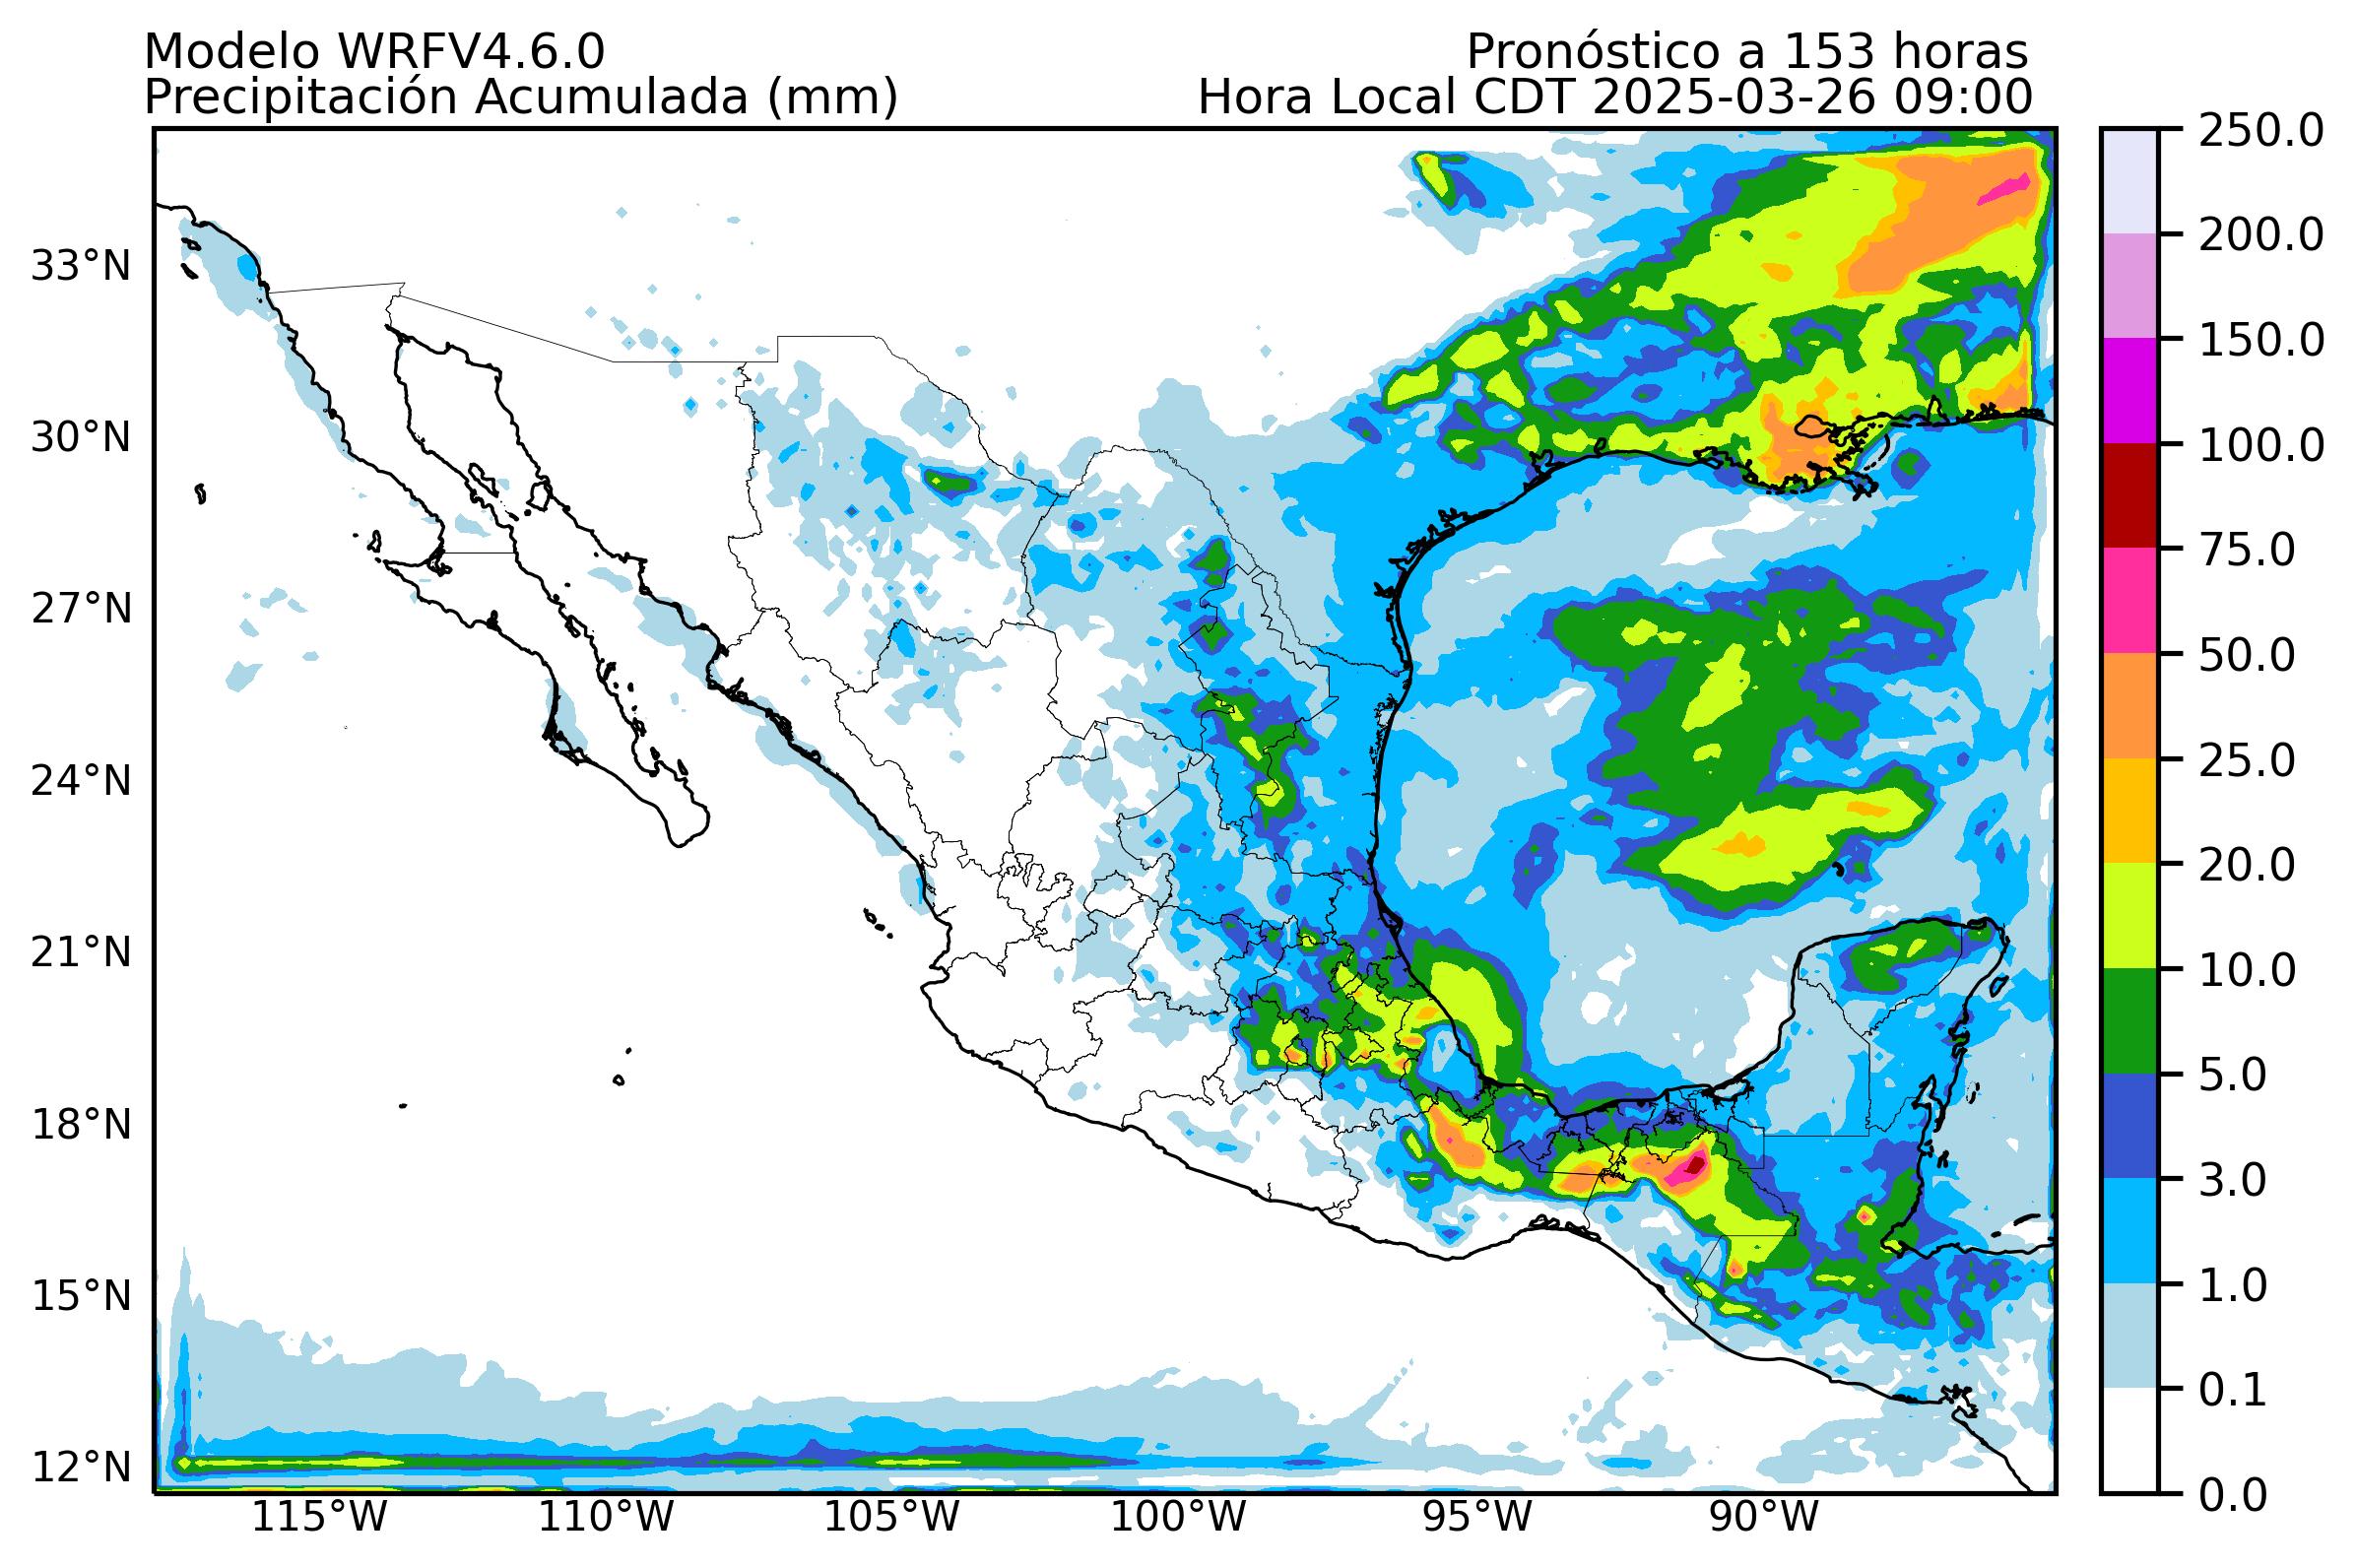 Modelo WRFV4.6.0
Pronóstico a 153 horas
Precipitación Acumulada (mm)
Hora Local CDT 2025-03-26 09:00
33°N
30°N
27°N
24°N
21°N
18°N
15°N
12°N
115°W
110°W
105°W
100°W
95°W
90°W
250.0
200.0
150.0
100.0
75.0
50.0
25.0
20.0
10.0
5.0
3.0
1.0
0.1
0.0